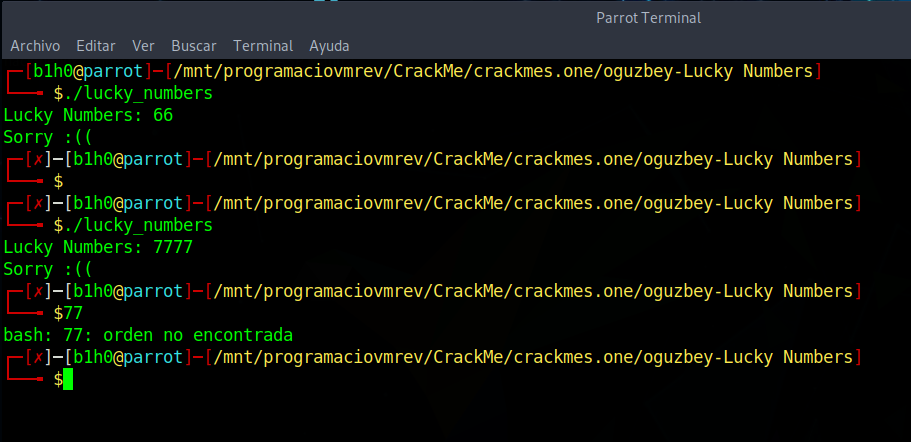 Parrot Terminal
Archivo Editar Ver Buscar Terminal Ayuda
┌─[b1h0@parrot]─[/mnt/programaciovmrev/CrackMe/crackmes.one/oguzbey-Lucky Numbers]
└──╼ $./lucky_numbers
Lucky Numbers: 66
Sorry :((
┌─[✗]─[b1h0@parrot]─[/mnt/programaciovmrev/CrackMe/crackmes.one/oguzbey-Lucky Numbers]
└──╼ $
┌─[✗]─[b1h0@parrot]─[/mnt/programaciovmrev/CrackMe/crackmes.one/oguzbey-Lucky Numbers]
└──╼ $./lucky_numbers
Lucky Numbers: 7777
Sorry :((
┌─[✗]─[b1h0@parrot]─[/mnt/programaciovmrev/CrackMe/crackmes.one/oguzbey-Lucky Numbers]
└──╼ $77
bash: 77: orden no encontrada
┌─[✗]─[b1h0@parrot]─[/mnt/programaciovmrev/CrackMe/crackmes.one/oguzbey-Lucky Numbers]
└──╼ $